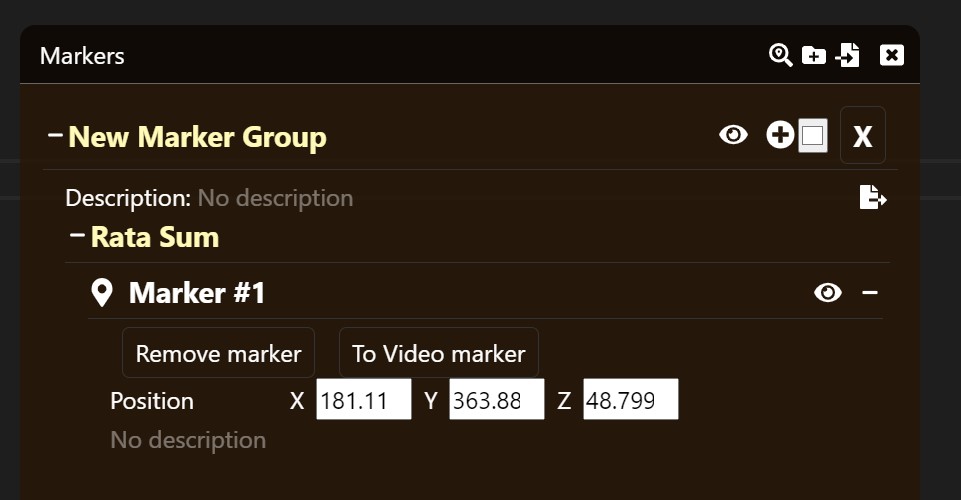 Markers
New Marker Group X
Description: No description
Rata Sum
Marker #1
Remove marker To Video marker
Position X 181.11 Y 363.88 Z 48.799
No description